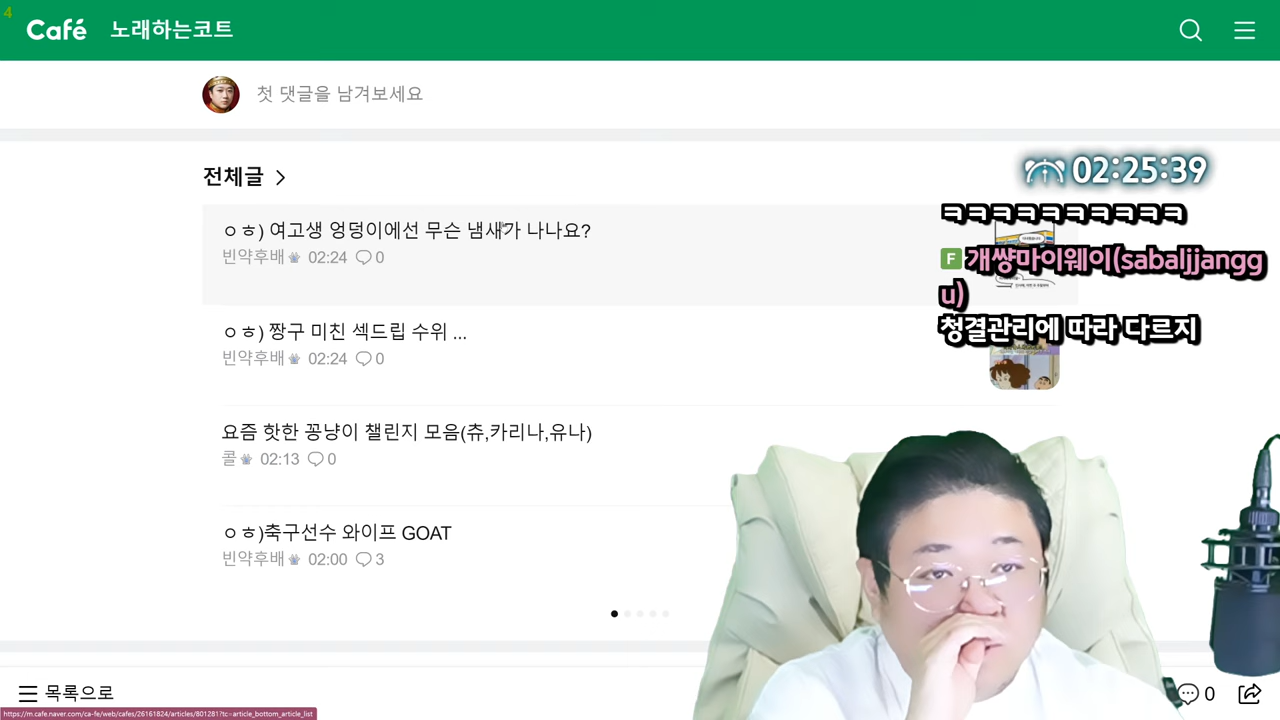 4
Café 노래하는코트
첫 댓글을 남겨보세요
전체글
02:25:39
ㅇㅎ) 여고생 엉덩이에선 무슨 냄새가 나나요?
빈약후배 02:24 0
ㅋㅋㅋㅋㅋㅋㅋㅋㅋㅋ
F 개썅마이웨이(sabaljjangg
u)
청결관리에 따라 다르지
ㅇㅎ) 짱구 미친 섹드립 수위 ...
빈약후배 02:24 0
요즘 핫한 꽁냥이 챌린지 모음(츄,카리나,유나)
콜 02:13 0
ㅇㅎ)축구선수 와이프 GOAT
빈약후배 02:00 3
목록으로
0
https://m.cafe.naver.com/ca-fe/web/cafes/26161824/articles/801281?tc=article_bottom_article_list